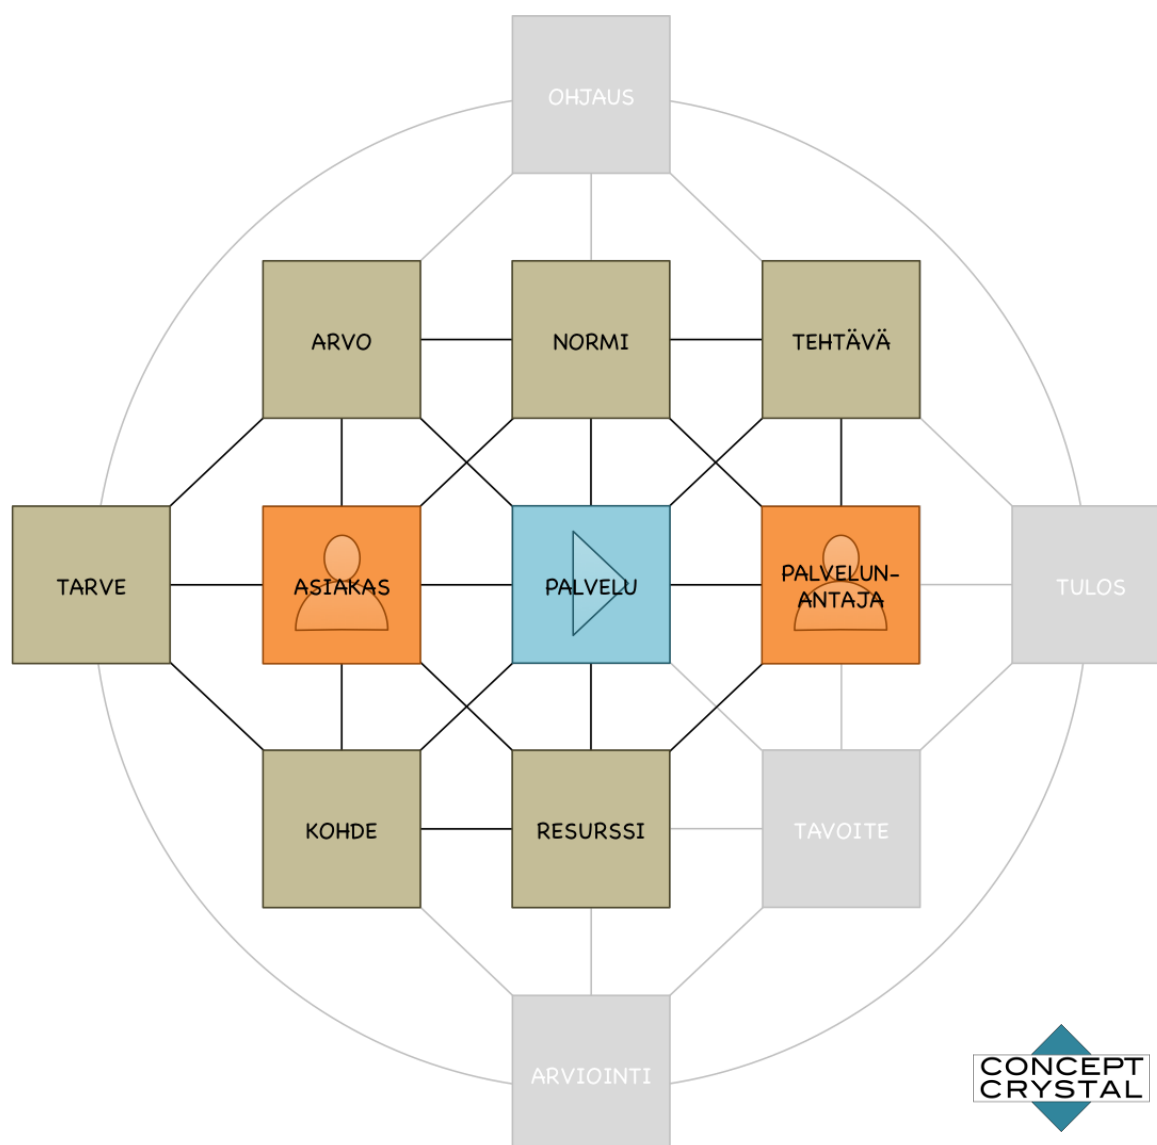 OHJAUS
ARVO
NORMI
TEHTÄVÄ
TARVE
ASIAKAS
PALVELU
PALVELUN-
ANTAJA
TULOS
KOHDE
RESURSSI
TAVOITE
ARVIOINTI
CONCEPT
CRYSTAL